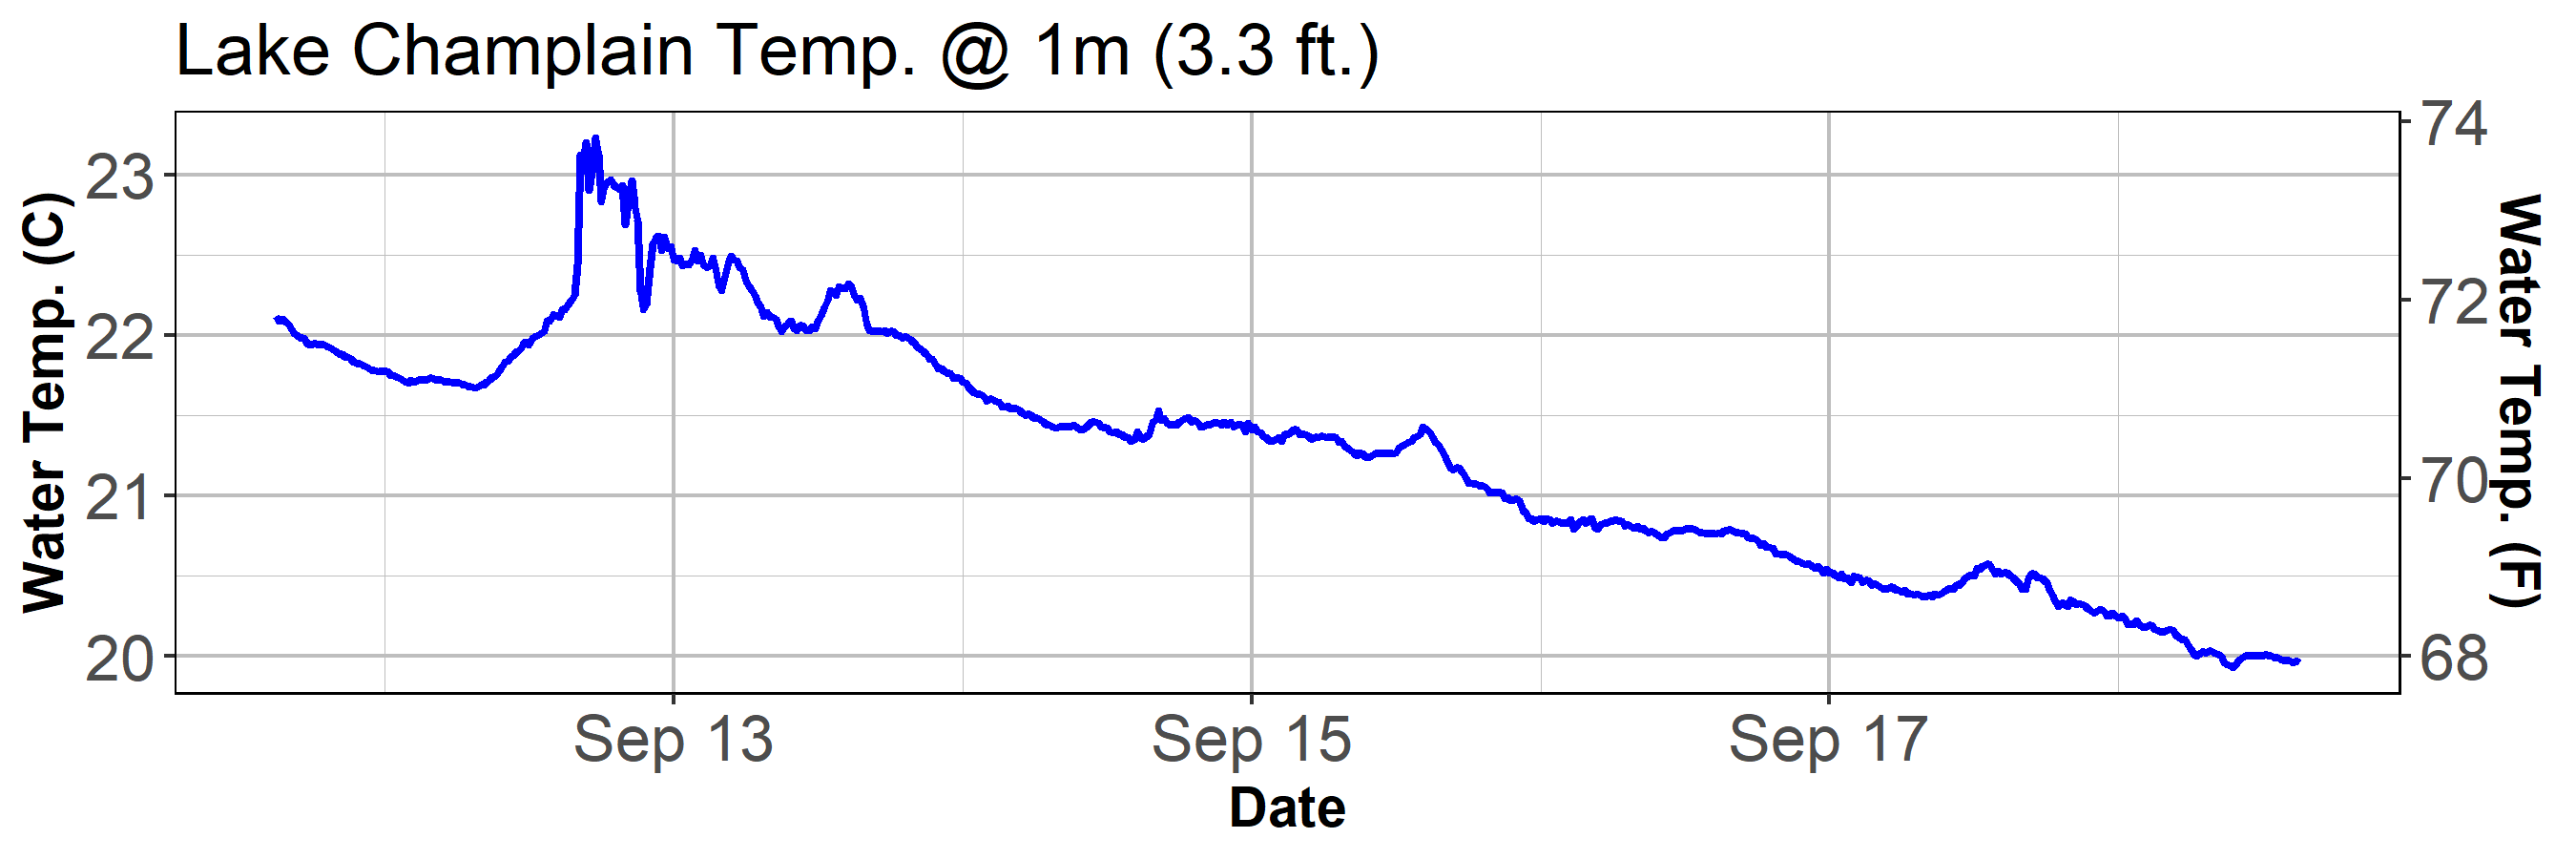 Lake Champlain Temp. @ 1m (3.3 ft.)
Water Temp. (C)
23
22
21
20
74
72
70
68
Water Temp. (F)
Sep 13
Sep 15
Sep 17
Date